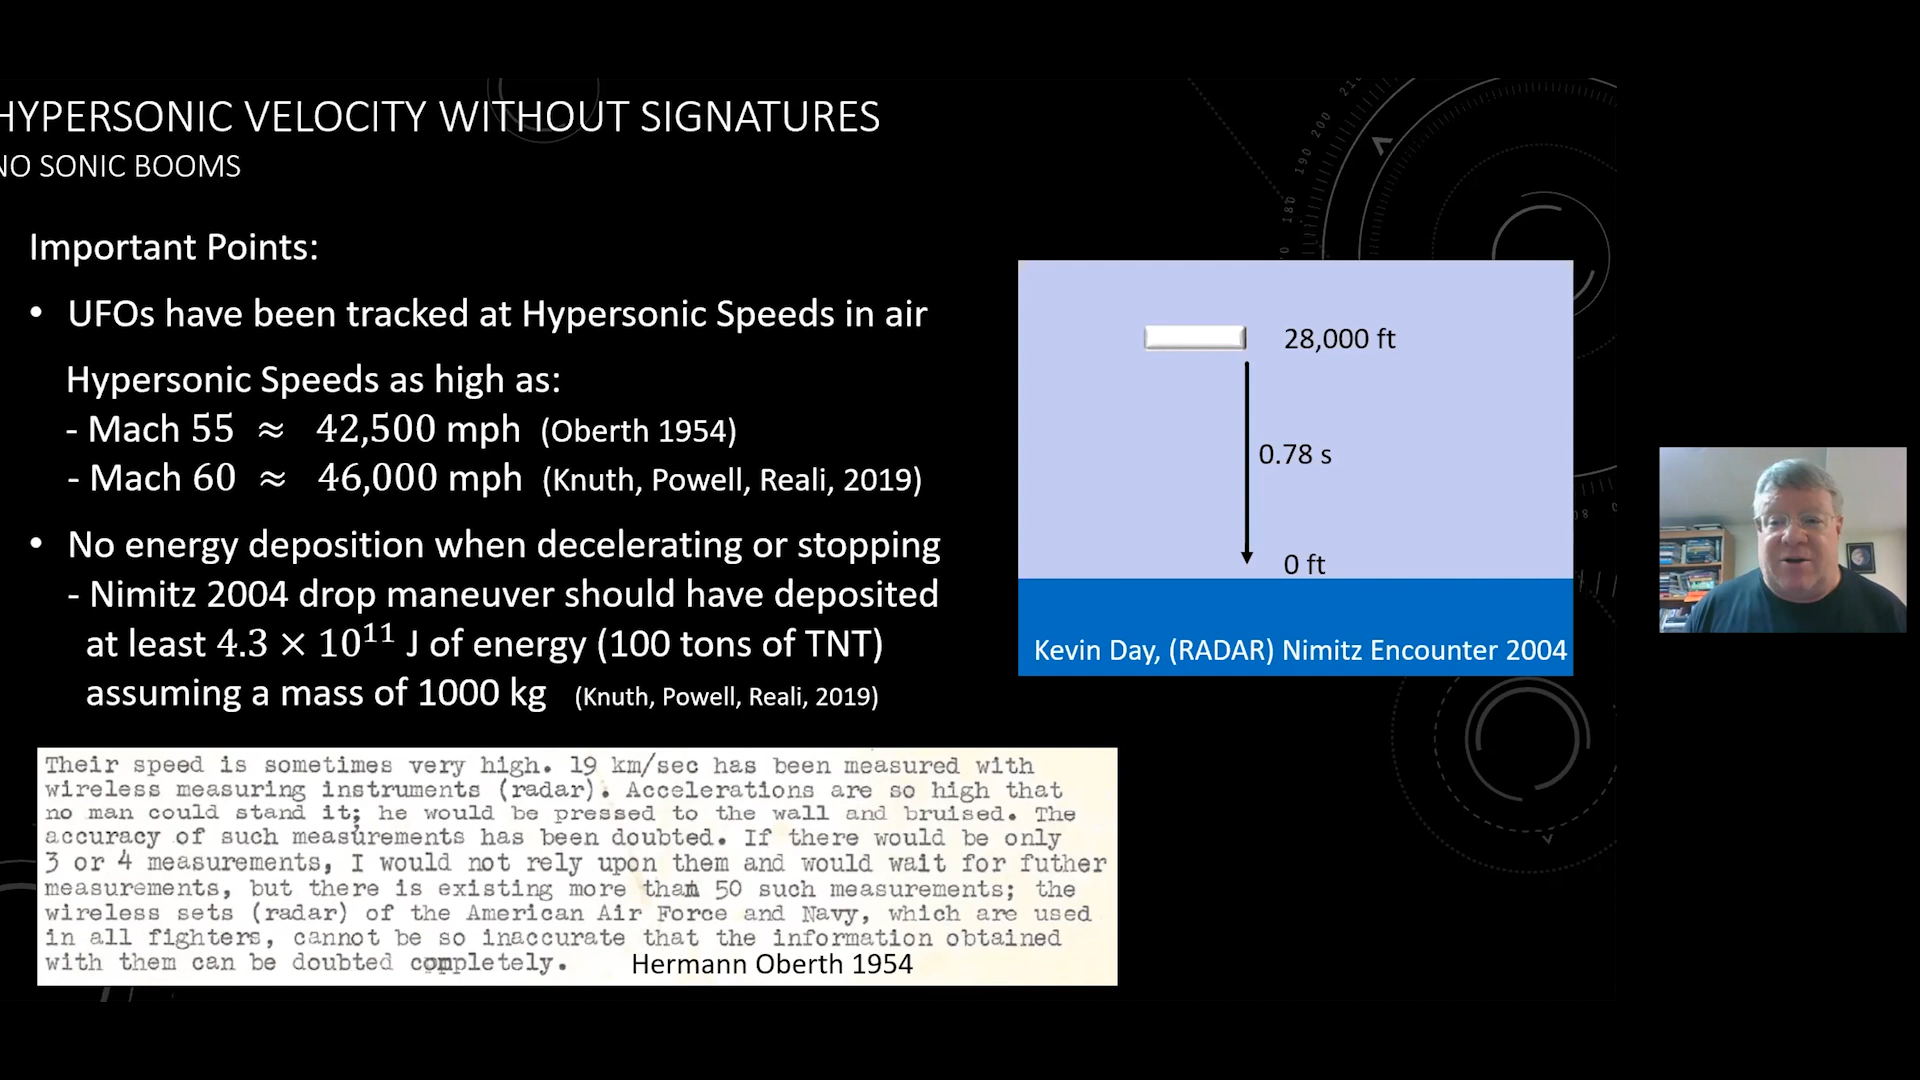 HYPERSONIC VELOCITY WITHOUT SIGNATURES
NO SONIC BOOMS
Important Points:
• UFOs have been tracked at Hypersonic Speeds in air
Hypersonic Speeds as high as:
- Mach 55 ≈ 42,500 mph (Oberth 1954)
- Mach 60 ≈ 46,000 mph (Knuth, Powell, Reali, 2019)
• No energy deposition when decelerating or stopping
- Nimitz 2004 drop maneuver should have deposited
at least 4.3 × 10¹¹ J of energy (100 tons of TNT)
assuming a mass of 1000 kg (Knuth, Powell, Reali, 2019)
28,000 ft
0.78 s
0 ft
Kevin Day, (RADAR) Nimitz Encounter 2004
Their speed is sometimes very high. 19 km/sec has been measured with
wireless measuring instruments (radar). Accelerations are so high that
no man could stand it; he would be pressed to the wall and bruised. The
accuracy of such measurements has been doubted. If there would be only
3 or 4 measurements, I would not rely upon them and would wait for futher
measurements, but there is existing more than 50 such measurements; the
wireless sets (radar) of the American Air Force and Navy, which are used
in all fighters, cannot be so inaccurate that the information obtained
with them can be doubted completely.
Hermann Oberth 1954
210
200
190
180